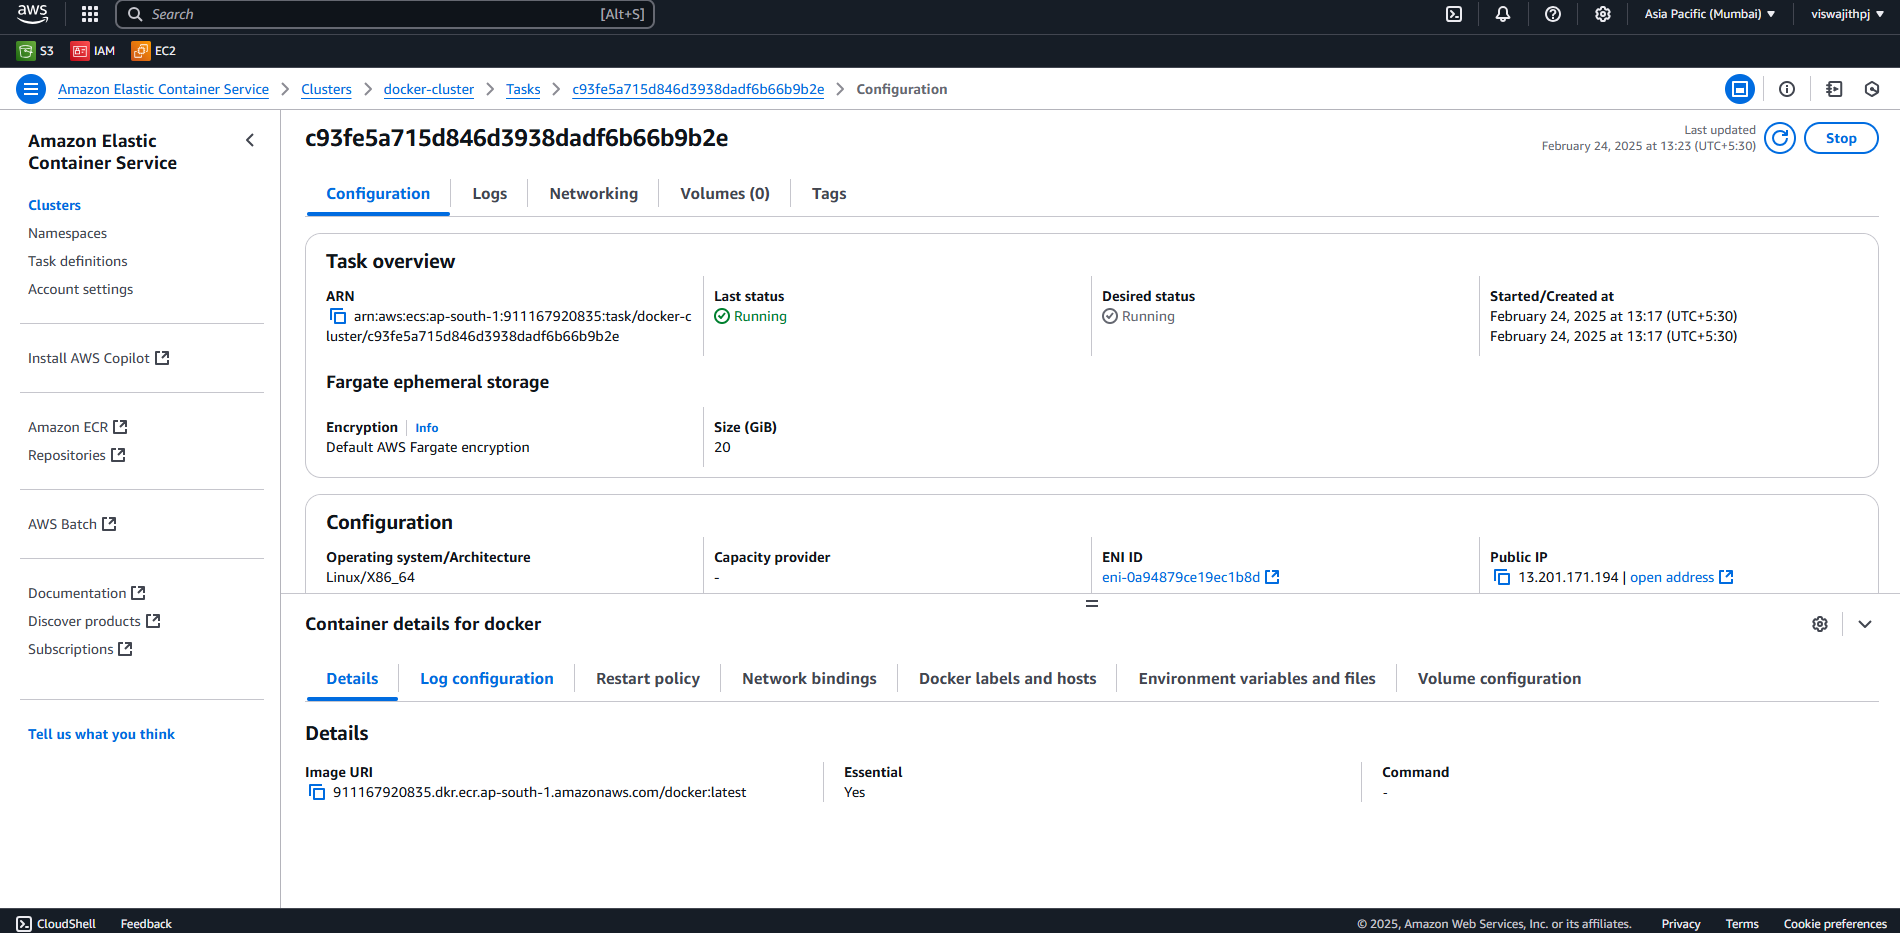 aws
Search [Alt+S]
Asia Pacific (Mumbai)
viswajithpj
S3
IAM
EC2
Amazon Elastic Container Service
Clusters
docker-cluster
Tasks
c93fe5a715d846d3938dadf6b66b9b2e
Configuration
Amazon Elastic
Container Service
Clusters
Namespaces
Task definitions
Account settings
Install AWS Copilot
Amazon ECR
Repositories
AWS Batch
Documentation
Discover products
Subscriptions
Tell us what you think
c93fe5a715d846d3938dadf6b66b9b2e
Last updated
February 24, 2025 at 13:23 (UTC+5:30)
Stop
Configuration
Logs
Networking
Volumes (0)
Tags
Task overview
ARN
arn:aws:ecs:ap-south-1:911167920835:task/docker-c
luster/c93fe5a715d846d3938dadf6b66b9b2e
Last status
Running
Desired status
Running
Started/Created at
February 24, 2025 at 13:17 (UTC+5:30)
February 24, 2025 at 13:17 (UTC+5:30)
Fargate ephemeral storage
Encryption Info
Default AWS Fargate encryption
Size (GiB)
20
Configuration
Operating system/Architecture
Linux/X86_64
Capacity provider
-
ENI ID
eni-0a94879ce19ec1b8d
Public IP
13.201.171.194 | open address
Container details for docker
Details
Log configuration
Restart policy
Network bindings
Docker labels and hosts
Environment variables and files
Volume configuration
Details
Image URI
911167920835.dkr.ecr.ap-south-1.amazonaws.com/docker:latest
Essential
Yes
Command
-
CloudShell
Feedback
© 2025, Amazon Web Services, Inc. or its affiliates.
Privacy
Terms
Cookie preferences